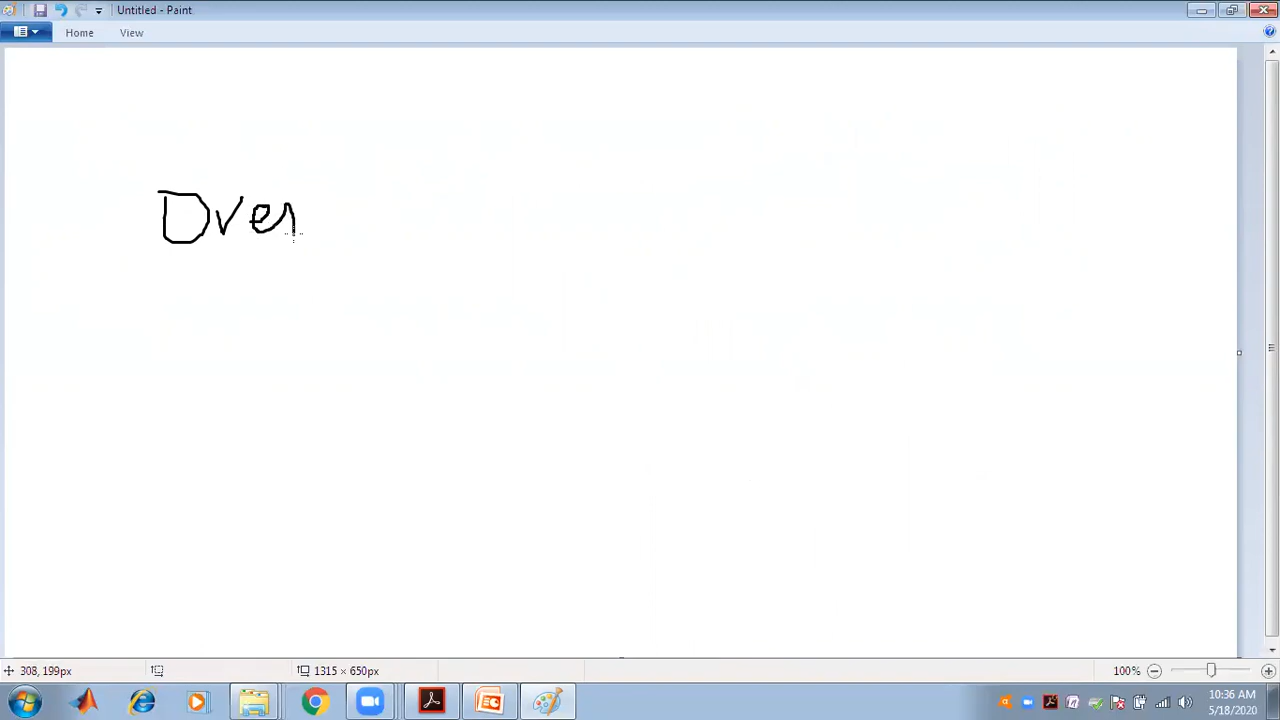 Untitled - Paint
Home View
Over
308, 199px 1315 × 650px 100%
10:36 AM
5/18/2020